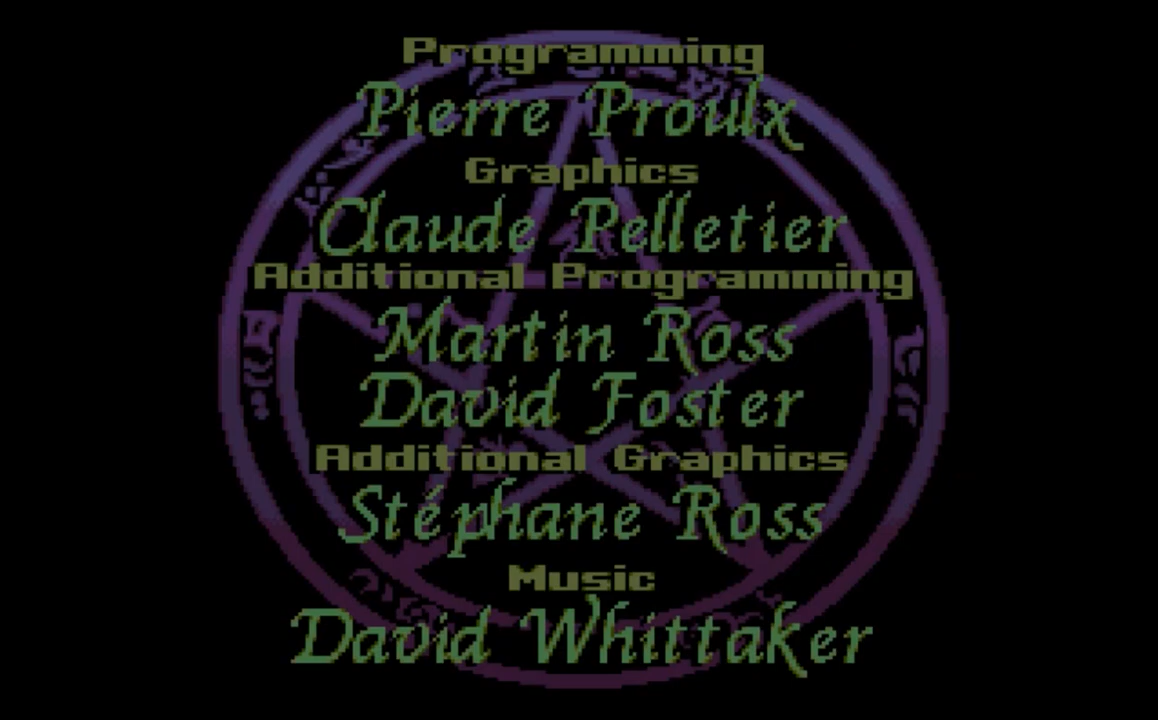 Programming
Pierre Proulx
Graphics
Claude Pelletier
Additional Programming
Martin Ross
David Foster
Additional Graphics
Stéphane Ross
Music
David Whittaker